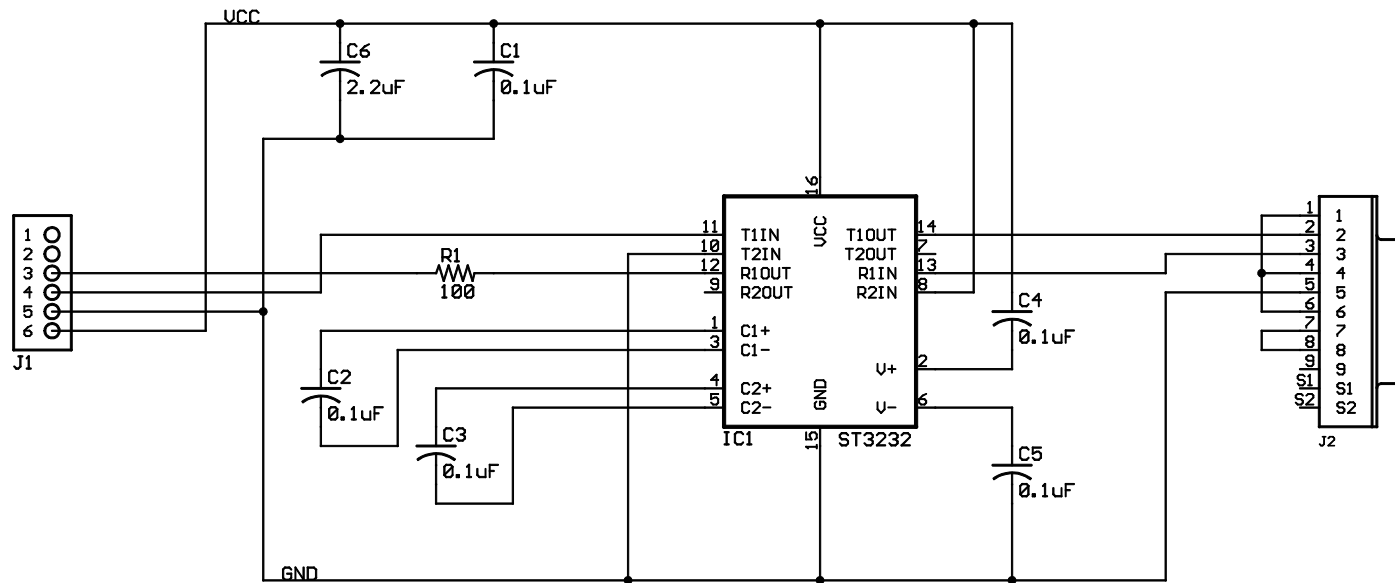 VCC
C6
2.2uF
C1
0.1uF
16
VCC
J1
1
2
3
4
5
6
R1
100
11 T1IN
10 T2IN
12 R1OUT
9 R2OUT
1 C1+
3 C1-
4 C2+
5 C2-
T1OUT 14
T2OUT 7
R1IN 13
R2IN 8
V+ 2
V- 6
GND
15
IC1
ST3232
C2
0.1uF
C3
0.1uF
C4
0.1uF
C5
0.1uF
1 1
2 2
3 3
4 4
5 5
6 6
7 7
8 8
9 9
S1 S1
S2 S2
J2
GND